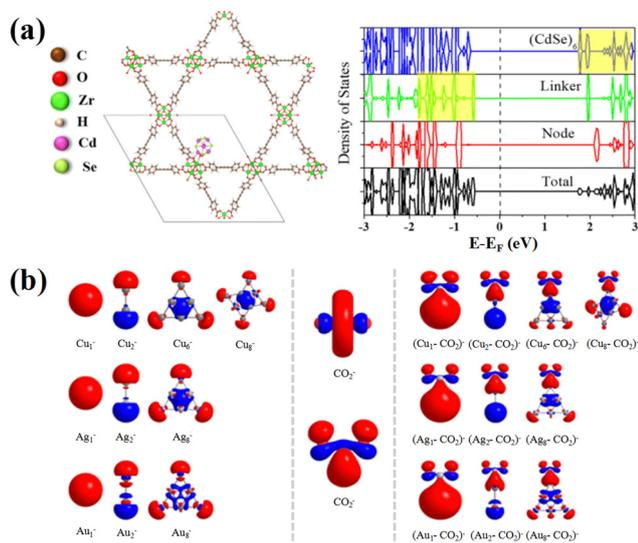 (a)
C
O
Zr
H
Cd
Se
Density of States
(CdSe)6
Linker
Node
Total
-3 -2 -1 0 1 2 3
E-EF (eV)
(b)
Cu1- Cu2- Cu6- Cu8-
Ag1- Ag2- Ag8-
Au1- Au2- Au8-
CO2-
CO2-
(Cu1- CO2)- (Cu2- CO2)- (Cu6- CO2)- (Cu8- CO2)-
(Ag1- CO2)- (Ag2- CO2)- (Ag8- CO2)-
(Au1- CO2)- (Au2- CO2)- (Au8- CO2)-